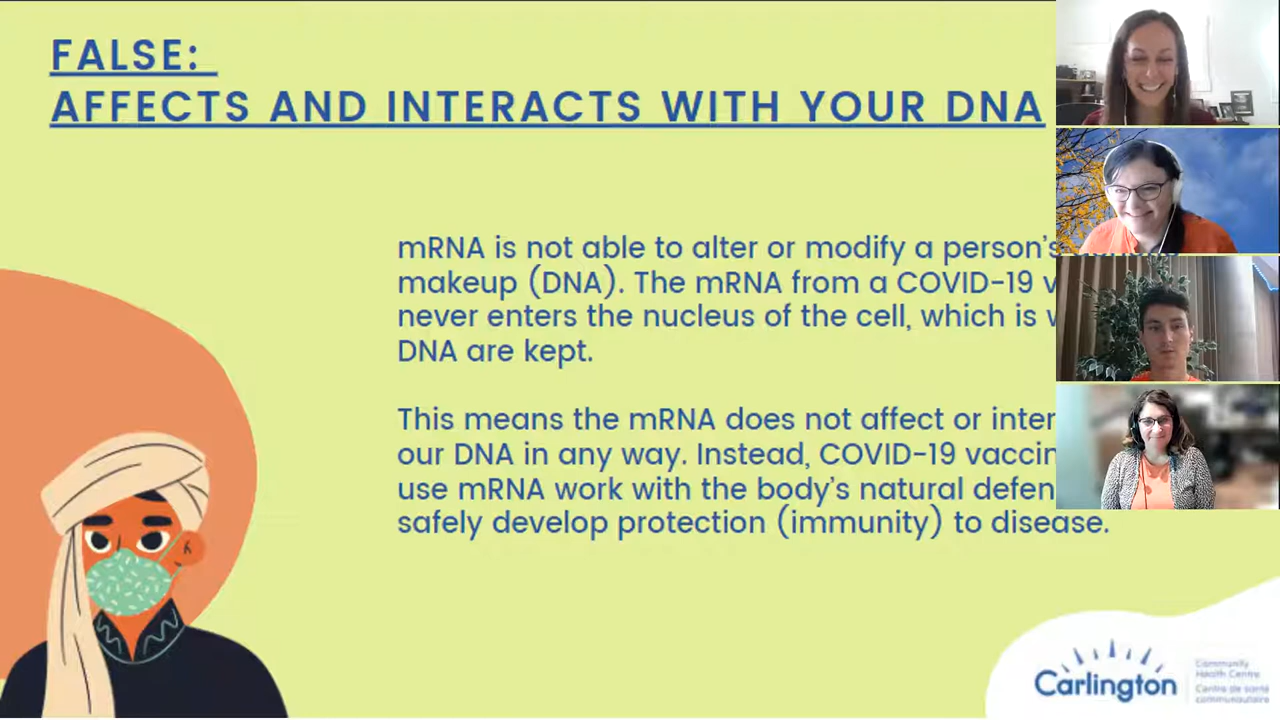 FALSE:
AFFECTS AND INTERACTS WITH YOUR DNA
mRNA is not able to alter or modify a person's
makeup (DNA). The mRNA from a COVID-19
never enters the nucleus of the cell, which is
DNA are kept.
This means the mRNA does not affect or
our DNA in any way. Instead, COVID-19
use mRNA work with the body's natural
safely develop protection (immunity) to disease.
Carlington
Community
Health Centre
Centre de santé
communautaire